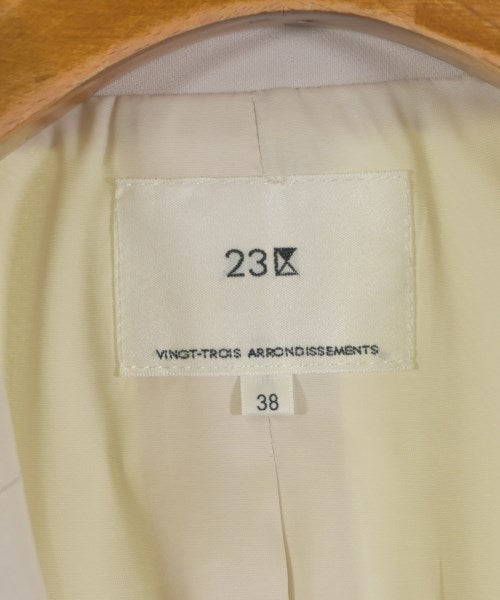 23区
VINGT-TROIS ARRONDISSEMENTS
38